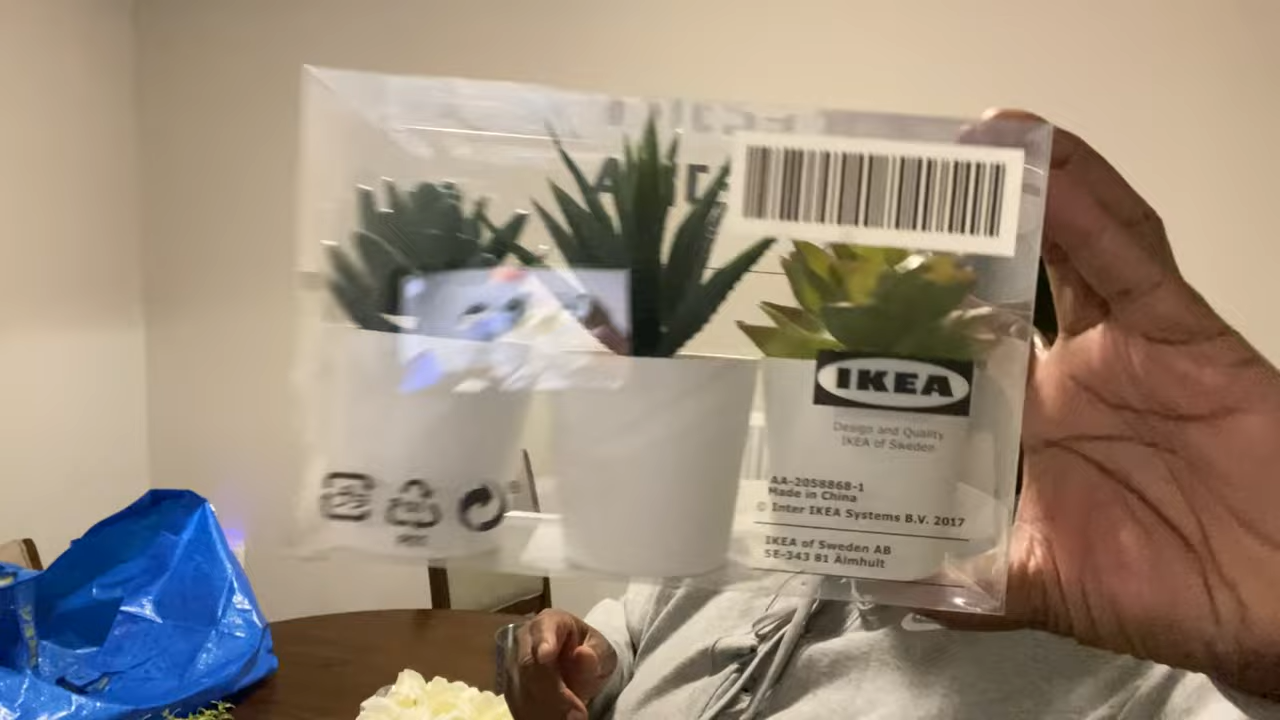 IKEA
Design and Quality
IKEA of Sweden
AA-2058868-1
Made in China
© Inter IKEA Systems B.V. 2017
IKEA of Sweden AB
SE-343 81 Älmhult